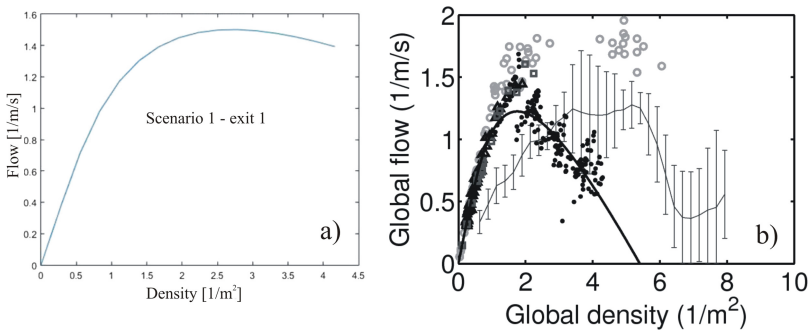 1.6
1.4
1.2
1
0.8
0.6
0.4
0.2
0
Flow [1/m/s]
Scenario 1 - exit 1
a)
0 0.5 1 1.5 2 2.5 3 3.5 4 4.5
Density [1/m²]
2
1.5
1
0.5
0
Global flow (1/m/s)
b)
0 2 4 6 8 10
Global density (1/m²)